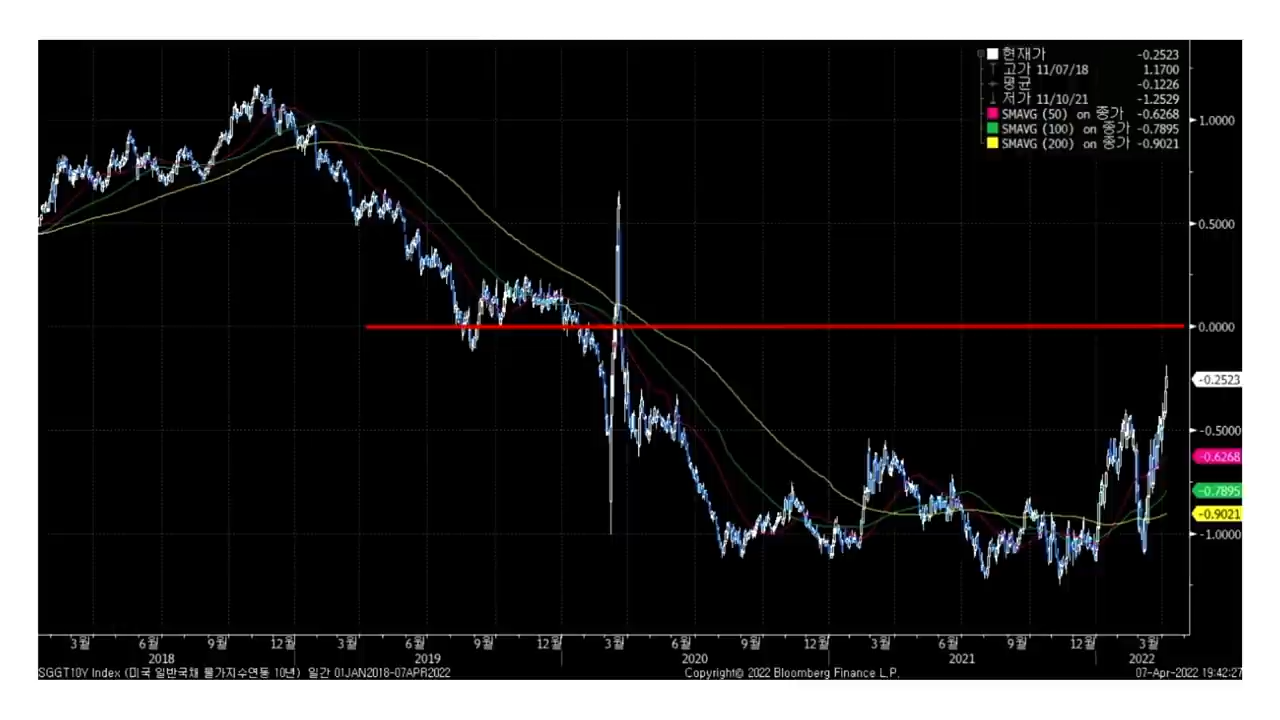 현재가 -0.2523
고가 11/07/18 1.1700
평균 -0.1226
저가 11/10/21 -1.2529
SMAVG (50) on 종가 -0.6268
SMAVG (100) on 종가 -0.7895
SMAVG (200) on 종가 -0.9021
1.0000
0.5000
0.0000
-0.2523
-0.5000
-0.6268
-0.7895
-0.9021
-1.0000
3월 6월 9월 12월 3월 6월 9월 12월 3월 6월 9월 12월 3월 6월 9월 12월 3월
2018 2019 2020 2021 2022
SGGT10Y Index (미국 일반국채 물가지수연동 10년) 일간 01JAN2018-07APR2022 Copyright© 2022 Bloomberg Finance L.P. 07-Apr-2022 19:42:27